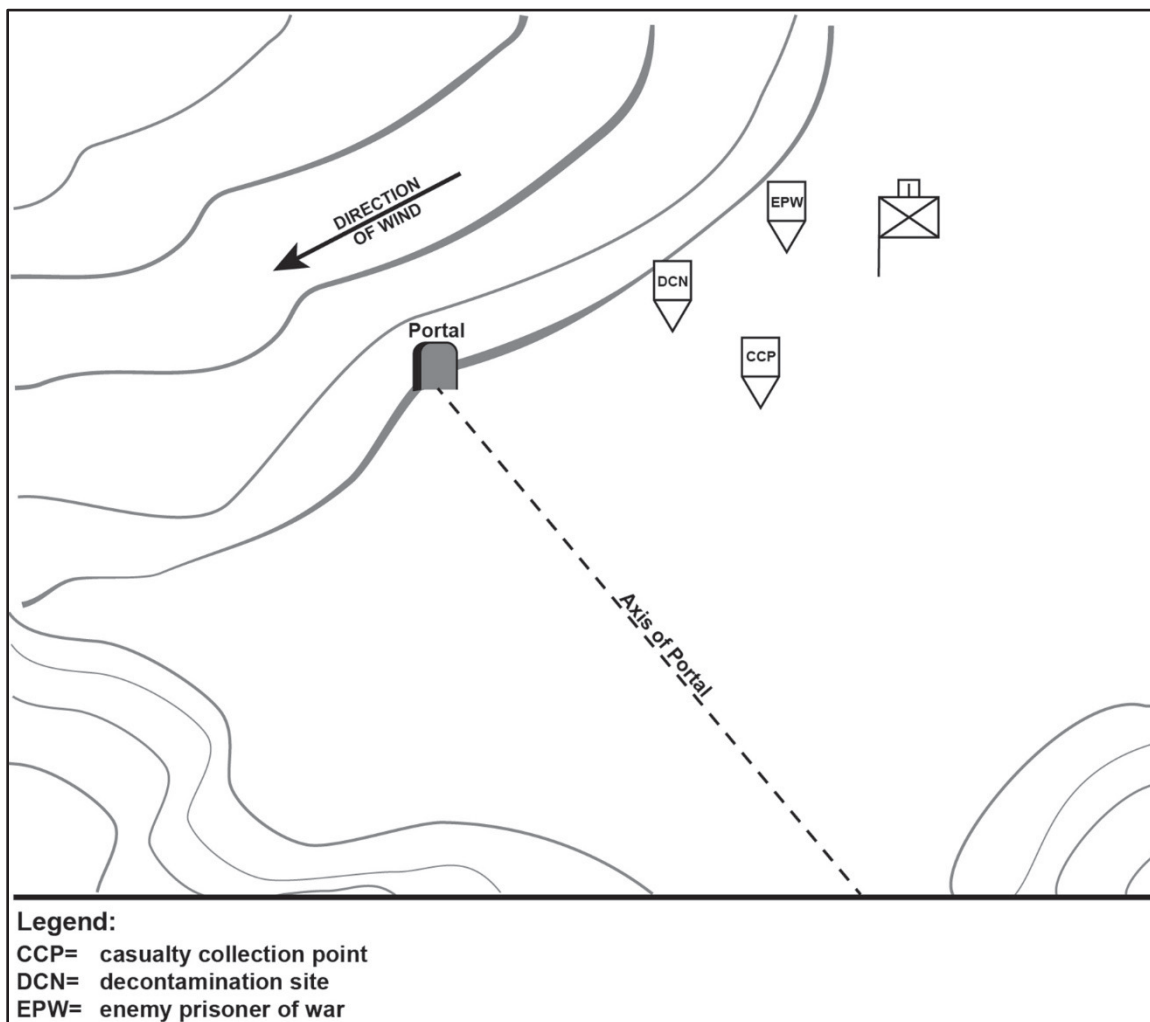 DIRECTION
OF WIND
EPW
DCN
Portal
CCP
Axis of Portal
Legend:
CCP= casualty collection point
DCN= decontamination site
EPW= enemy prisoner of war